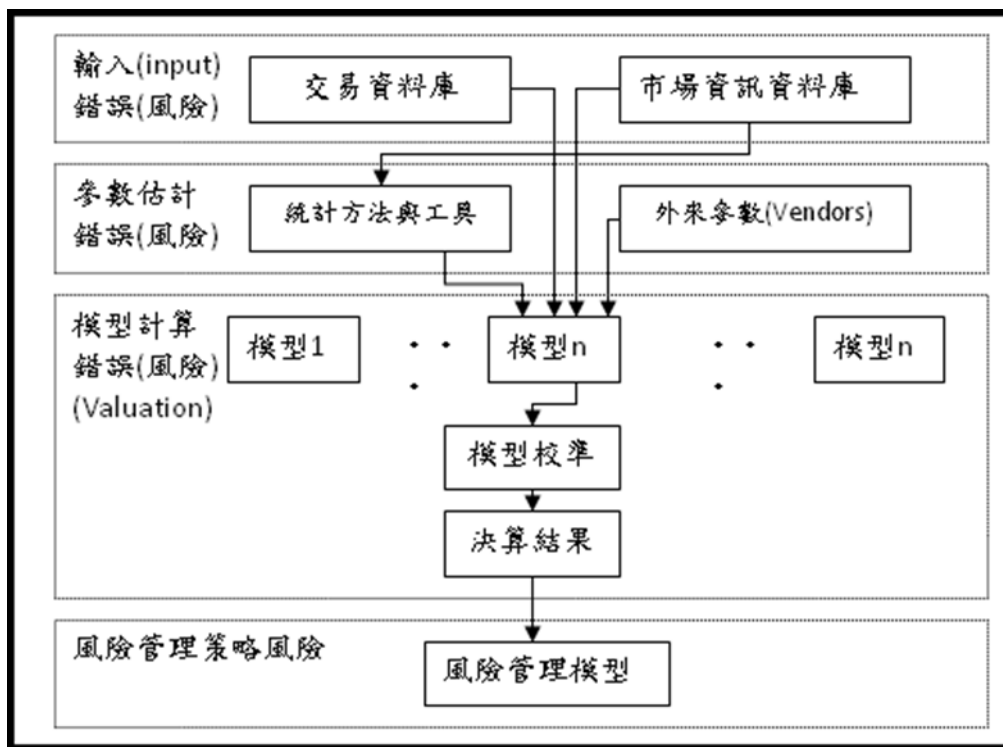 輸入(input)
錯誤(風險)
交易資料庫
市場資訊資料庫
參數估計
錯誤(風險)
統計方法與工具
外來參數(Vendors)
模型計算
錯誤(風險)
(Valuation)
模型1
模型n
模型n
模型校準
決算結果
風險管理策略風險
風險管理模型